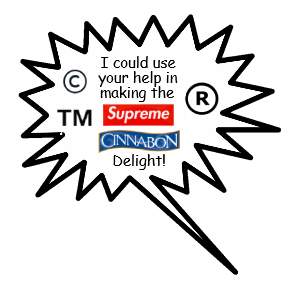 I could use
©
your help in
making the
®
TM
Supreme
CINNABON
Delight!